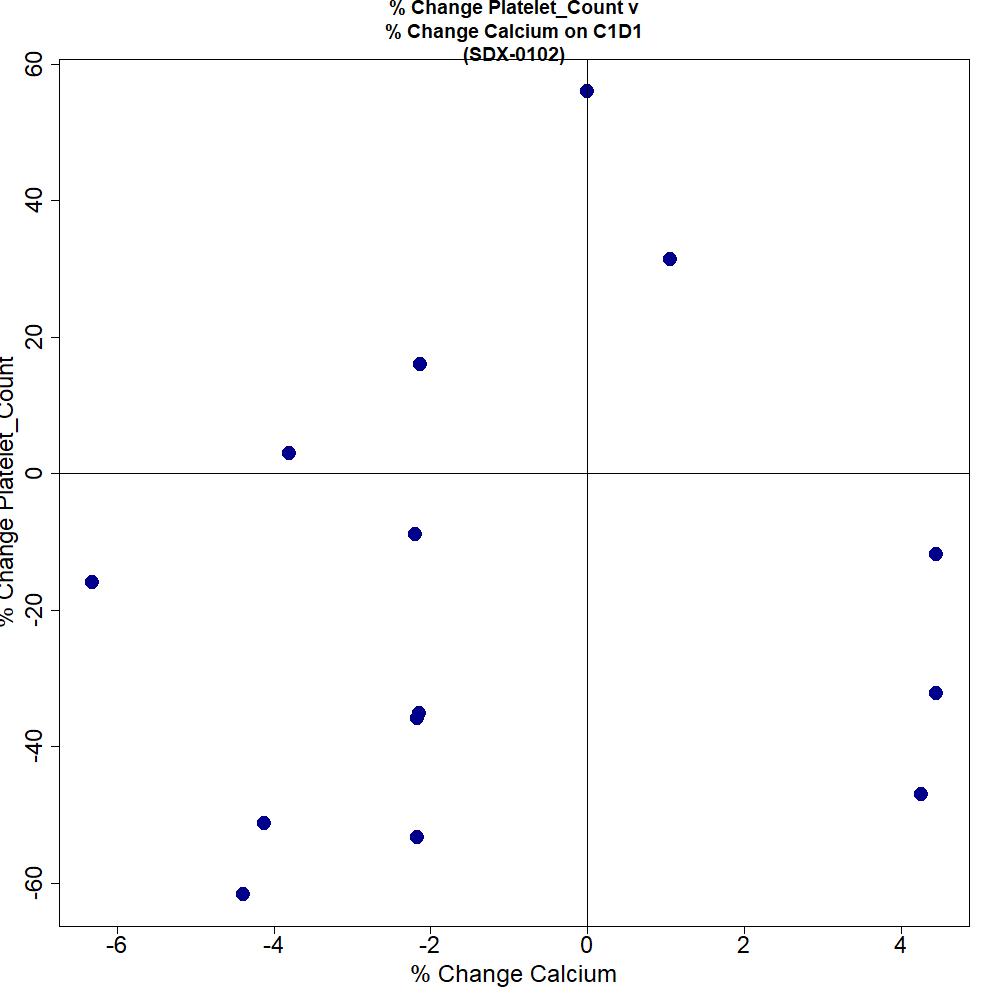 % Change Platelet_Count v
% Change Calcium on C1D1
(SDX-0102)
60
40
20
0
-20
-40
-60
% Change Platelet_Count
-6
-4
-2
0
2
4
% Change Calcium